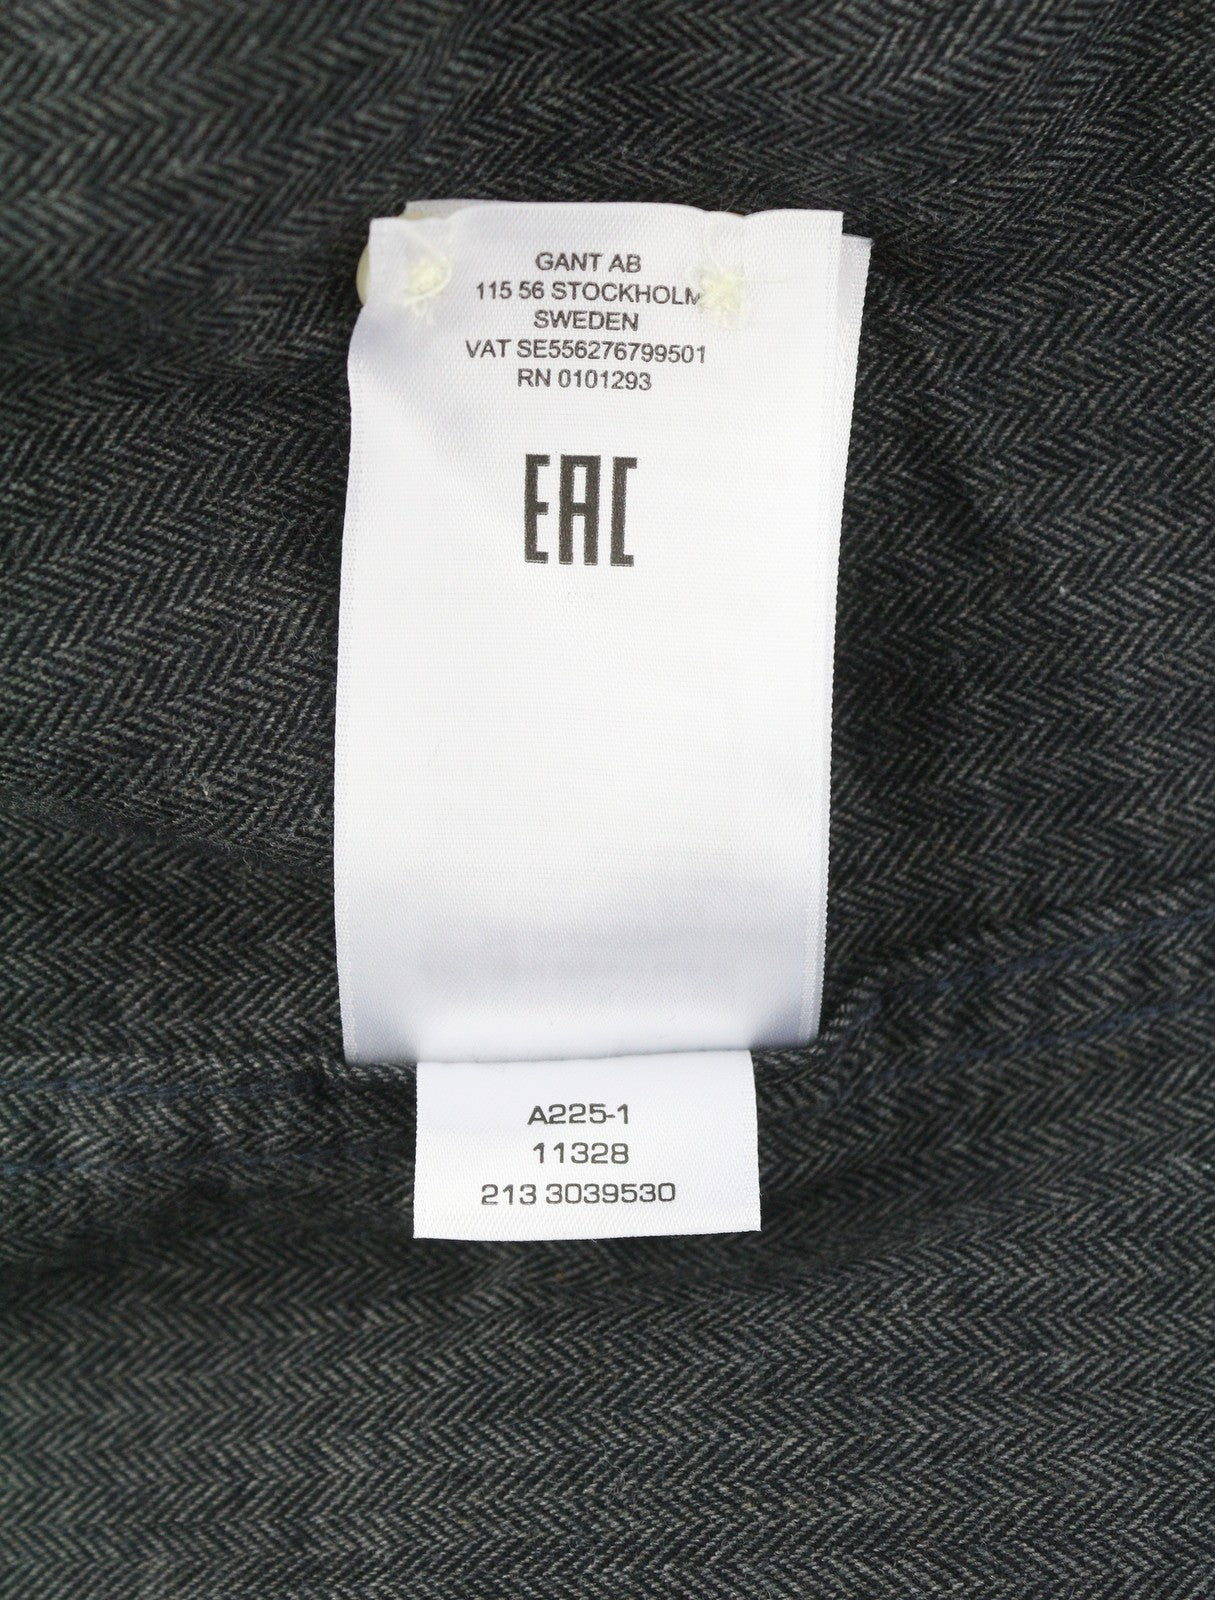 GANT AB
115 56 STOCKHOLM
SWEDEN
VAT SE556276799501
RN 0101293
EAC
A225-1
11328
213 3039530